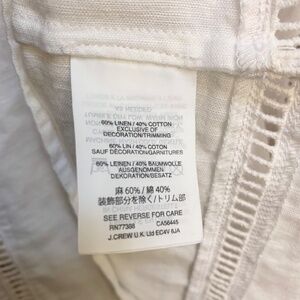 60% LINEN / 40% COTTON
EXCLUSIVE OF
DECORATION/TRIMMING
60% LIN / 40% COTON
SAUF DÉCORATION/GARNITURES
60% LEINEN / 40% BAUMWOLLE
AUSGENOMMEN
DEKORATION/BESATZ
麻 60% / 綿 40%
装飾部分を除く/トリム部
SEE REVERSE FOR CARE
RN77388 CA56445
J.CREW U.K. Ltd EC4V 6JA